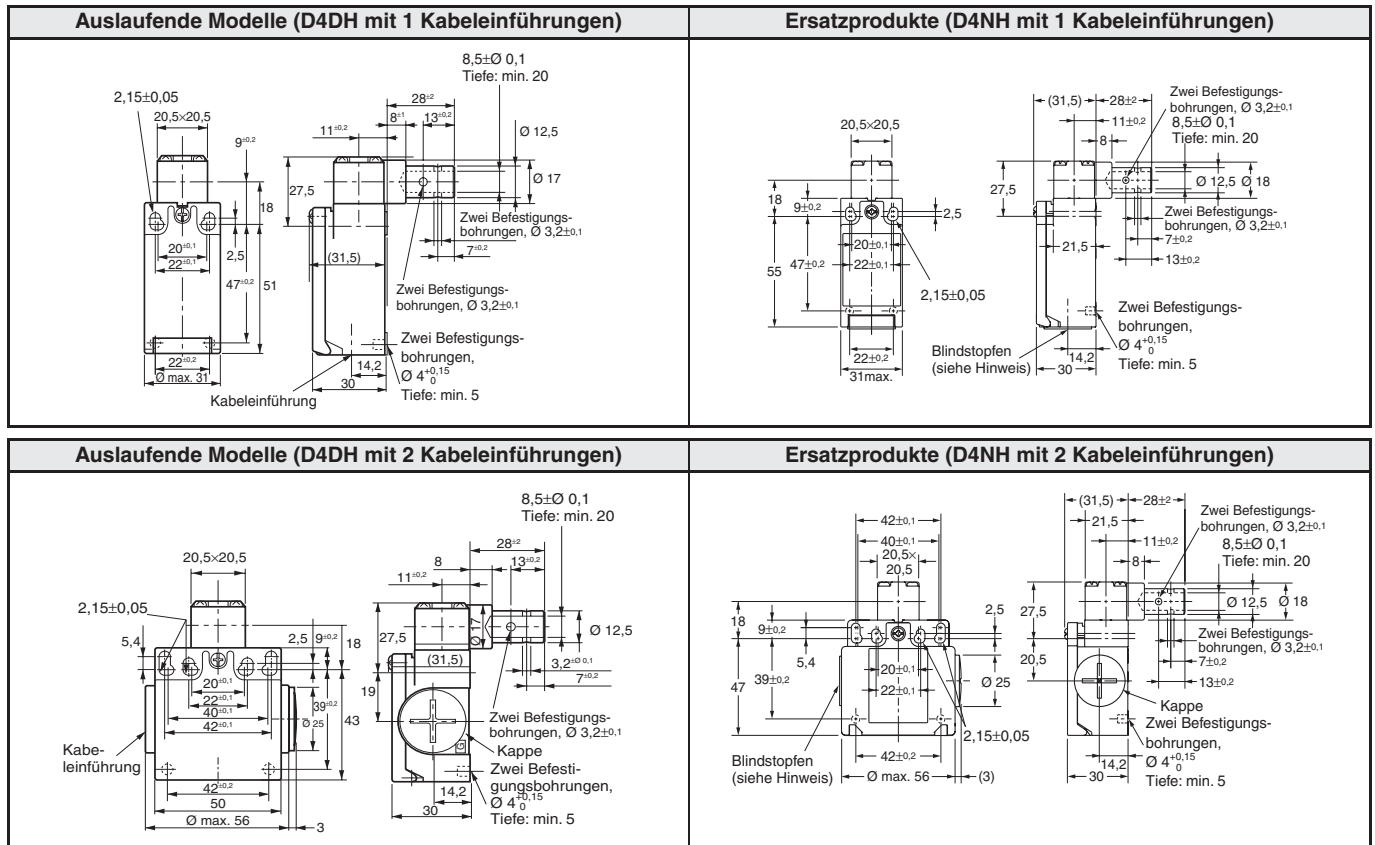 Auslaufende Modelle (D4DH mit 1 Kabeleinführungen)
Ersatzprodukte (D4NH mit 1 Kabeleinführungen)
8,5±Ø 0,1
Tiefe: min. 20
2,15±0,05
20,5×20,5
9±0,2
28±2
8±1
13±0,2
11±0,2
Ø 12,5
Ø 17
27,5
18
2,5
20±0,1
22±0,1
47±0,2
51
22±0,2
Ø max. 31
Zwei Befestigungs-
bohrungen, Ø 3,2±0,1
7±0,2
(31,5)
Zwei Befestigungs-
bohrungen, Ø 3,2±0,1
Zwei Befestigungs-
bohrungen,
Ø 4+0,15 0
Tiefe: min. 5
14,2
30
Kabeleinführung
20,5×20,5
18
9±0,2
2,5
55
47±0,2
20±0,1
22±0,1
2,15±0,05
22±0,2
31max.
(31,5)
28±2
11±0,2
8
Zwei Befestigungs-
bohrungen, Ø 3,2±0,1
8,5±Ø 0,1
Tiefe: min. 20
27,5
Ø 12,5
Ø 18
Zwei Befestigungs-
bohrungen, Ø 3,2±0,1
7±0,2
21,5
13±0,2
Zwei Befestigungs-
bohrungen,
Ø 4+0,15 0
Tiefe: min. 5
Blindstopfen
(siehe Hinweis)
14,2
30
Auslaufende Modelle (D4DH mit 2 Kabeleinführungen)
Ersatzprodukte (D4NH mit 2 Kabeleinführungen)
20,5×20,5
2,15±0,05
5,4
2,5
9±0,2
18
20±0,1
22±0,1
40±0,1
42±0,1
Ø 25
39±0,2
43
Kabe-
leinführung
42±0,2
50
Ø max. 56
3
8,5±Ø 0,1
Tiefe: min. 20
28±2
8
13±0,2
11±0,2
27,5
Ø 17
Ø 12,5
(31,5)
3,2±Ø 0,1
7±0,2
19
Zwei Befestigungs-
bohrungen, Ø 3,2±0,1
Kappe
G
Zwei Befesti-
gungsbohrungen,
Ø 4+0,15 0
Tiefe: min. 5
14,2
30
42±0,1
40±0,1
20,5×
20,5
18
9±0,2
5,4
2,5
47
39±0,2
20±0,1
22±0,1
Ø 25
2,15±0,05
Blindstopfen
(siehe Hinweis)
42±0,2
Ø max. 56
(3)
(31,5)
28±2
21,5
11±0,2
8
Zwei Befestigungs-
bohrungen, Ø 3,2±0,1
8,5±Ø 0,1
Tiefe: min. 20
27,5
Ø 12,5
Ø 18
Zwei Befestigungs-
bohrungen, Ø 3,2±0,1
20,5
7±0,2
13±0,2
Kappe
Zwei Befestigungs-
bohrungen,
Ø 4+0,15 0
Tiefe: min. 5
14,2
30